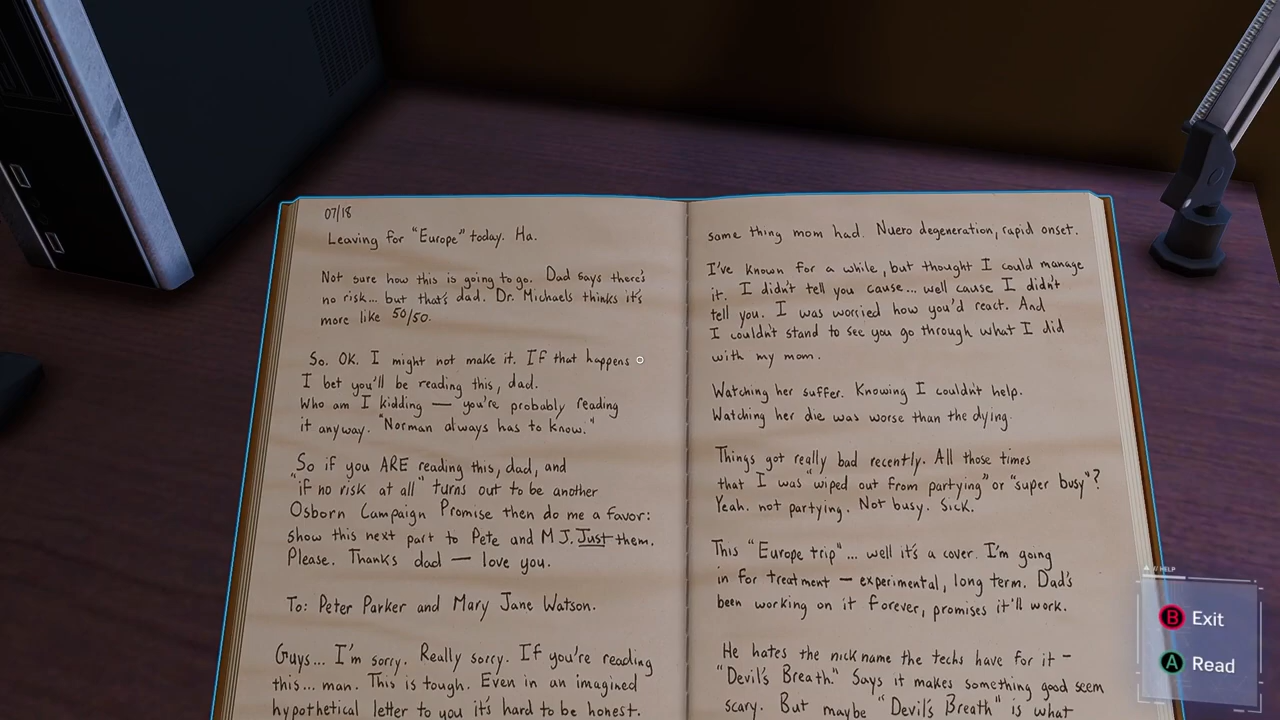 07/18
Leaving for "Europe" today. Ha.
Not sure how this is going to go. Dad says there's
no risk... but that's dad. Dr. Michaels thinks it's
more like 50/50.
So. OK. I might not make it. If that happens
I bet you'll be reading this, dad.
Who am I kidding — you're probably reading
it anyway. "Norman always has to know."
So if you ARE reading this, dad, and
"if no risk at all" turns out to be another
Osborn Campaign Promise then do me a favor:
show this next part to Pete and MJ. Just them.
Please. Thanks dad — love you.
To: Peter Parker and Mary Jane Watson.
Guys... I'm sorry. Really sorry. If you're reading
this... man. This is tough. Even in an imagined
hypothetical letter to you it's hard to be honest.
same thing mom had. Nuero degeneration, rapid onset.
I've known for a while, but thought I could manage
it. I didn't tell you cause... well cause I didn't
tell you. I was worried how you'd react. And
I couldn't stand to see you go through what I did
with my mom.
Watching her suffer. Knowing I couldn't help.
Watching her die was worse than the dying.
Things got really bad recently. All those times
that I was "wiped out from partying" or "super busy"?
Yeah. not partying. Not busy. Sick.
This "Europe trip"... well it's a cover. I'm going
in for treatment — experimental, long term. Dad's
been working on it forever, promises it'll work.
He hates the nickname the techs have for it -
"Devil's Breath." Says it makes something good seem
scary. But maybe "Devil's Breath" is what
// HELP
B Exit
A Read